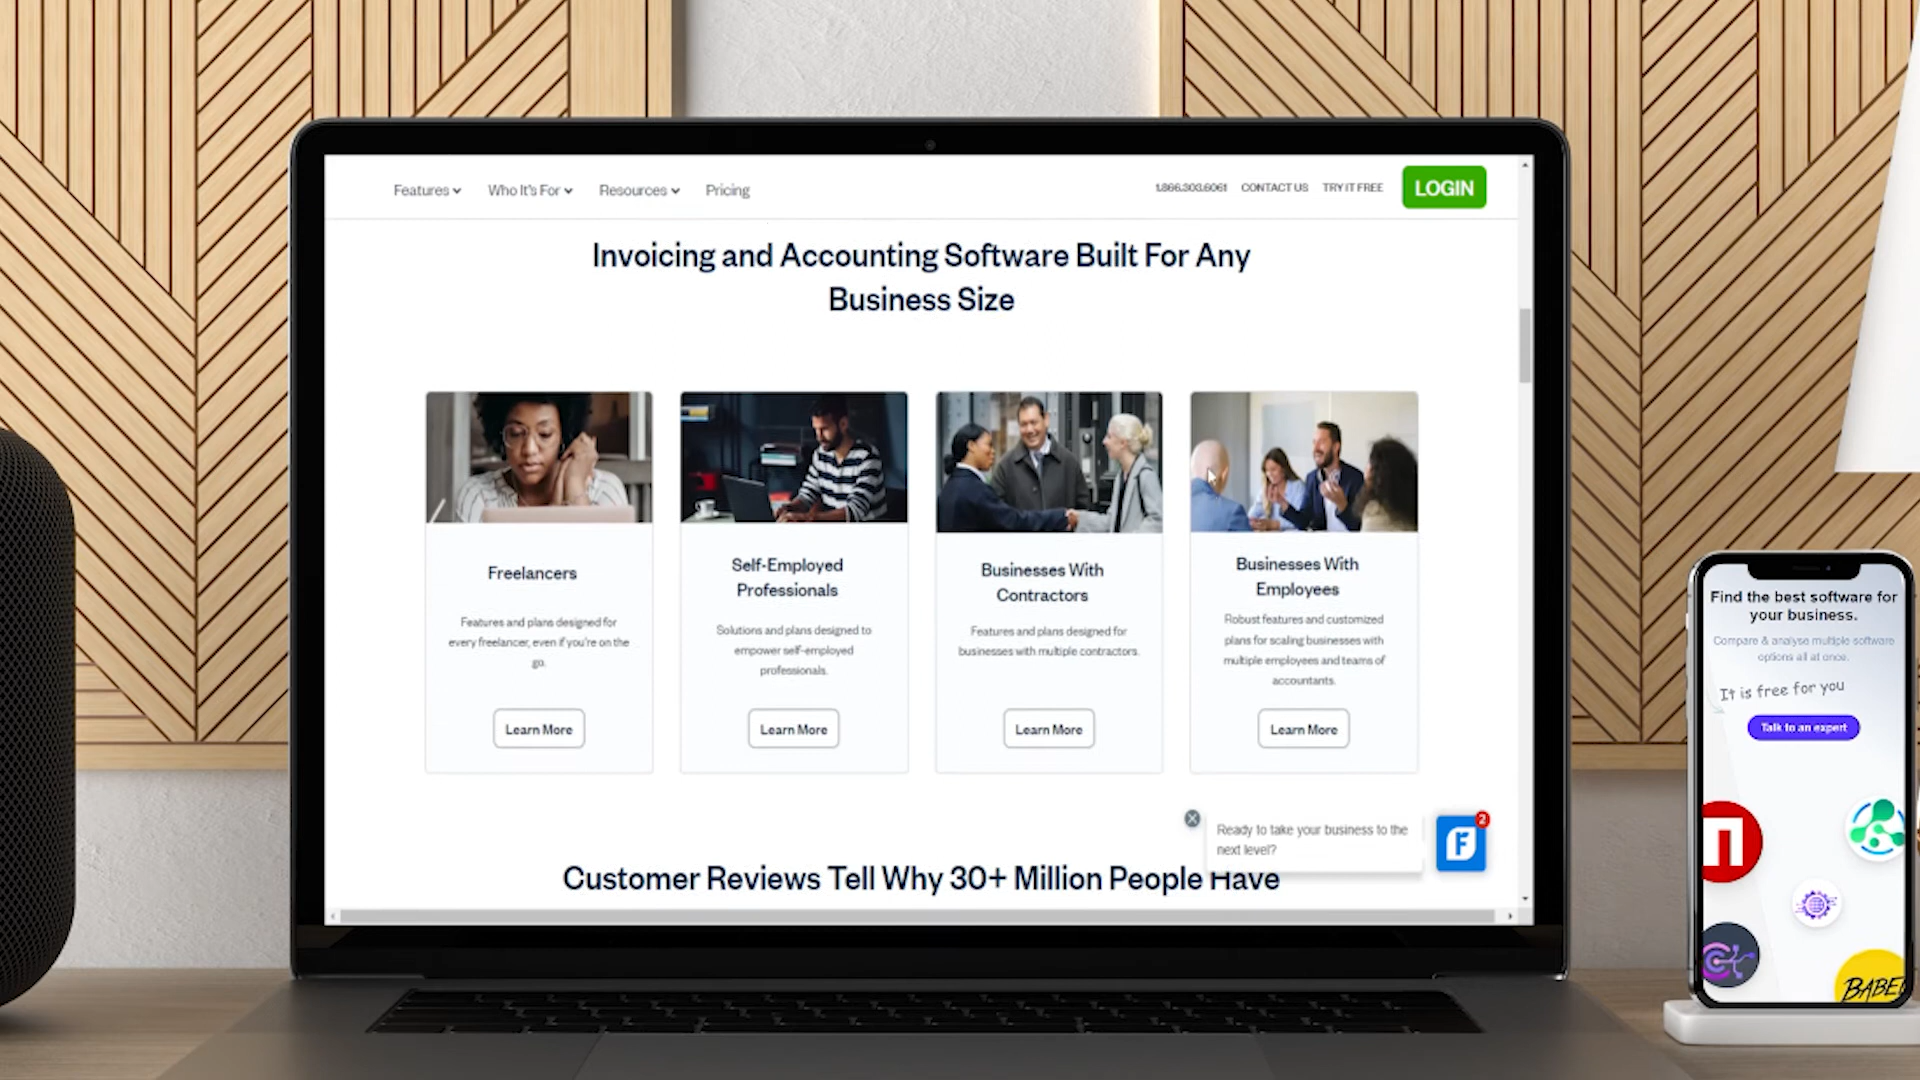 Features
Who It's For
Resources
Pricing
1.866.303.6061
CONTACT US
TRY IT FREE
LOGIN
Invoicing and Accounting Software Built For Any
Business Size
Freelancers
Features and plans designed for
every freelancer, even if you're on the
go.
Learn More
Self-Employed
Professionals
Solutions and plans designed to
empower self-employed
professionals.
Learn More
Businesses With
Contractors
Features and plans designed for
businesses with multiple contractors.
Learn More
Businesses With
Employees
Robust features and customized
plans for scaling businesses with
multiple employees and teams of
accountants.
Learn More
Ready to take your business to the
next level?
F
2
Customer Reviews Tell Why 30+ Million People Have
Find the best software for
your business.
Compare & analyse multiple software
options all at once.
It is free for you
Talk to an expert
BABEL